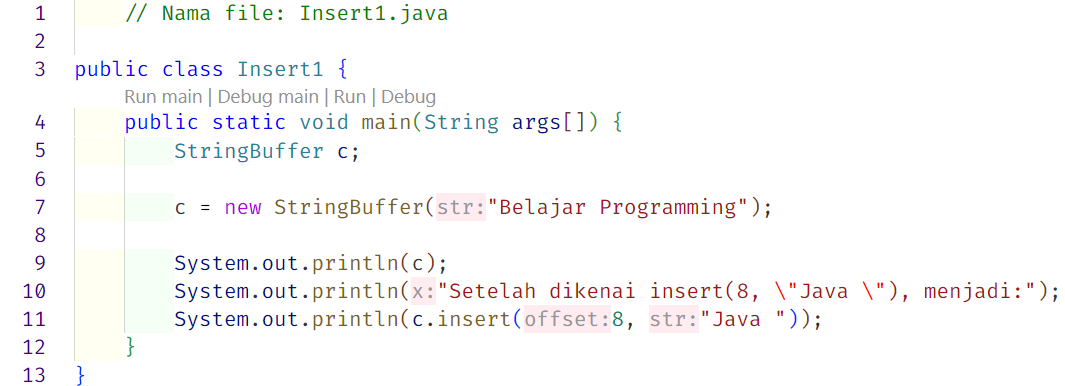 1 // Nama file: Insert1.java
2
3 public class Insert1 {
Run main | Debug main | Run | Debug
4 public static void main(String args[]) {
5 StringBuffer c;
6
7 c = new StringBuffer(str:"Belajar Programming");
8
9 System.out.println(c);
10 System.out.println(x:"Setelah dikenai insert(8, \"Java \"), menjadi:");
11 System.out.println(c.insert(offset:8, str:"Java "));
12 }
13 }